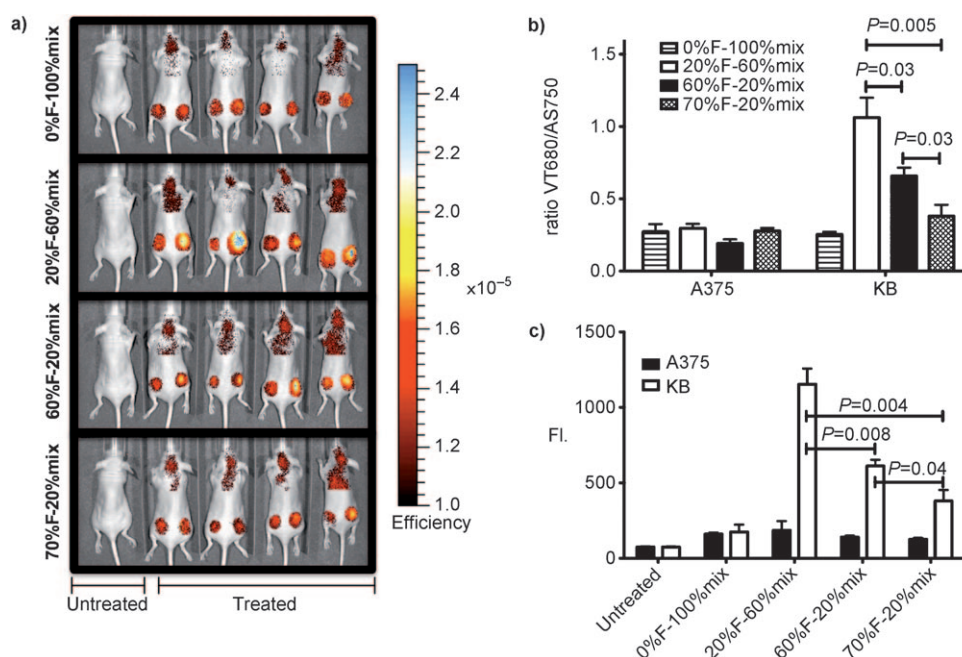 a)
0%F-100%mix
20%F-60%mix
60%F-20%mix
70%F-20%mix
Untreated
Treated
2.4
2.2
2.0
1.8
1.6
1.4
1.2
1.0
×10⁻⁵
Efficiency
b)
ratio VT680/AS750
1.5
1.0
0.5
0.0
0%F-100%mix
20%F-60%mix
60%F-20%mix
70%F-20%mix
P=0.005
P=0.03
P=0.03
A375
KB
c)
Fl.
1500
1000
500
0
A375
KB
P=0.004
P=0.008
P=0.04
Untreated
0%F-100%mix
20%F-60%mix
60%F-20%mix
70%F-20%mix